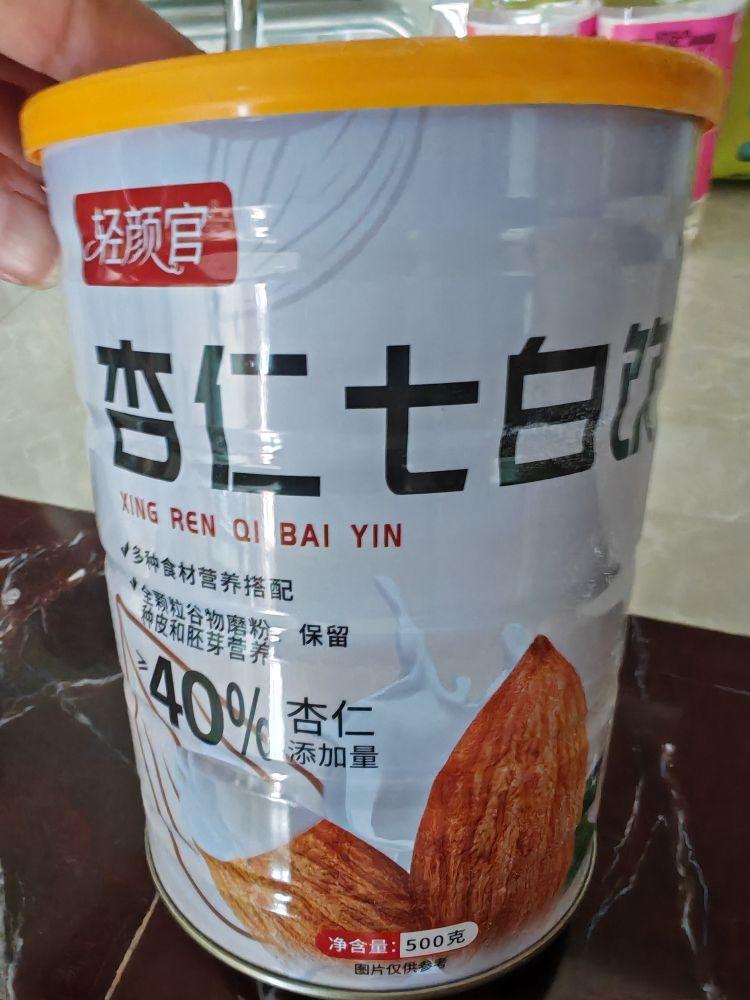 轻颜官
杏仁七白饮
XING REN QI BAI YIN
多种食材营养搭配
全颗粒谷物磨粉，保留
种皮和胚芽营养
≥40% 杏仁
添加量
净含量：500克
图片仅供参考